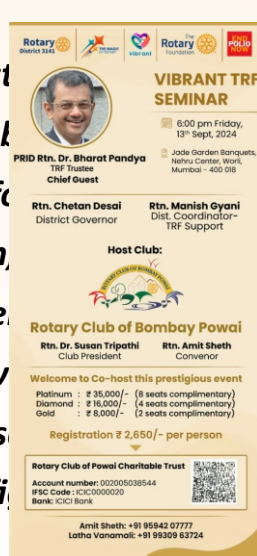 Rotary
District 3141
THE MAGIC
OF ROTARY
vibrant
The
Rotary
Foundation
END
POLIO
NOW
VIBRANT TRF
SEMINAR
6:00 pm Friday,
13th Sept, 2024
Jade Garden Banquets,
Nehru Center, Worli,
Mumbai - 400 018
PRID Rtn. Dr. Bharat Pandya
TRF Trustee
Chief Guest
Rtn. Chetan Desai
District Governor
Rtn. Manish Gyani
Dist. Coordinator-
TRF Support
Host Club:
ROTARY CLUB OF BOMBAY POWAI
Rotary Club of Bombay Powai
Rtn. Dr. Susan Tripathi
Club President
Rtn. Amit Sheth
Convenor
Welcome to Co-host this prestigious event
Platinum : ₹ 35,000/- (8 seats complimentary)
Diamond : ₹ 16,000/- (4 seats complimentary)
Gold : ₹ 8,000/- (2 seats complimentary)
Registration ₹ 2,650/- per person
Rotary Club of Powai Charitable Trust
Account number: 002005038544
IFSC Code : ICIC0000020
Bank: ICICI Bank
Amit Sheth: +91 95942 07777
Latha Vanamali: +91 99309 63724